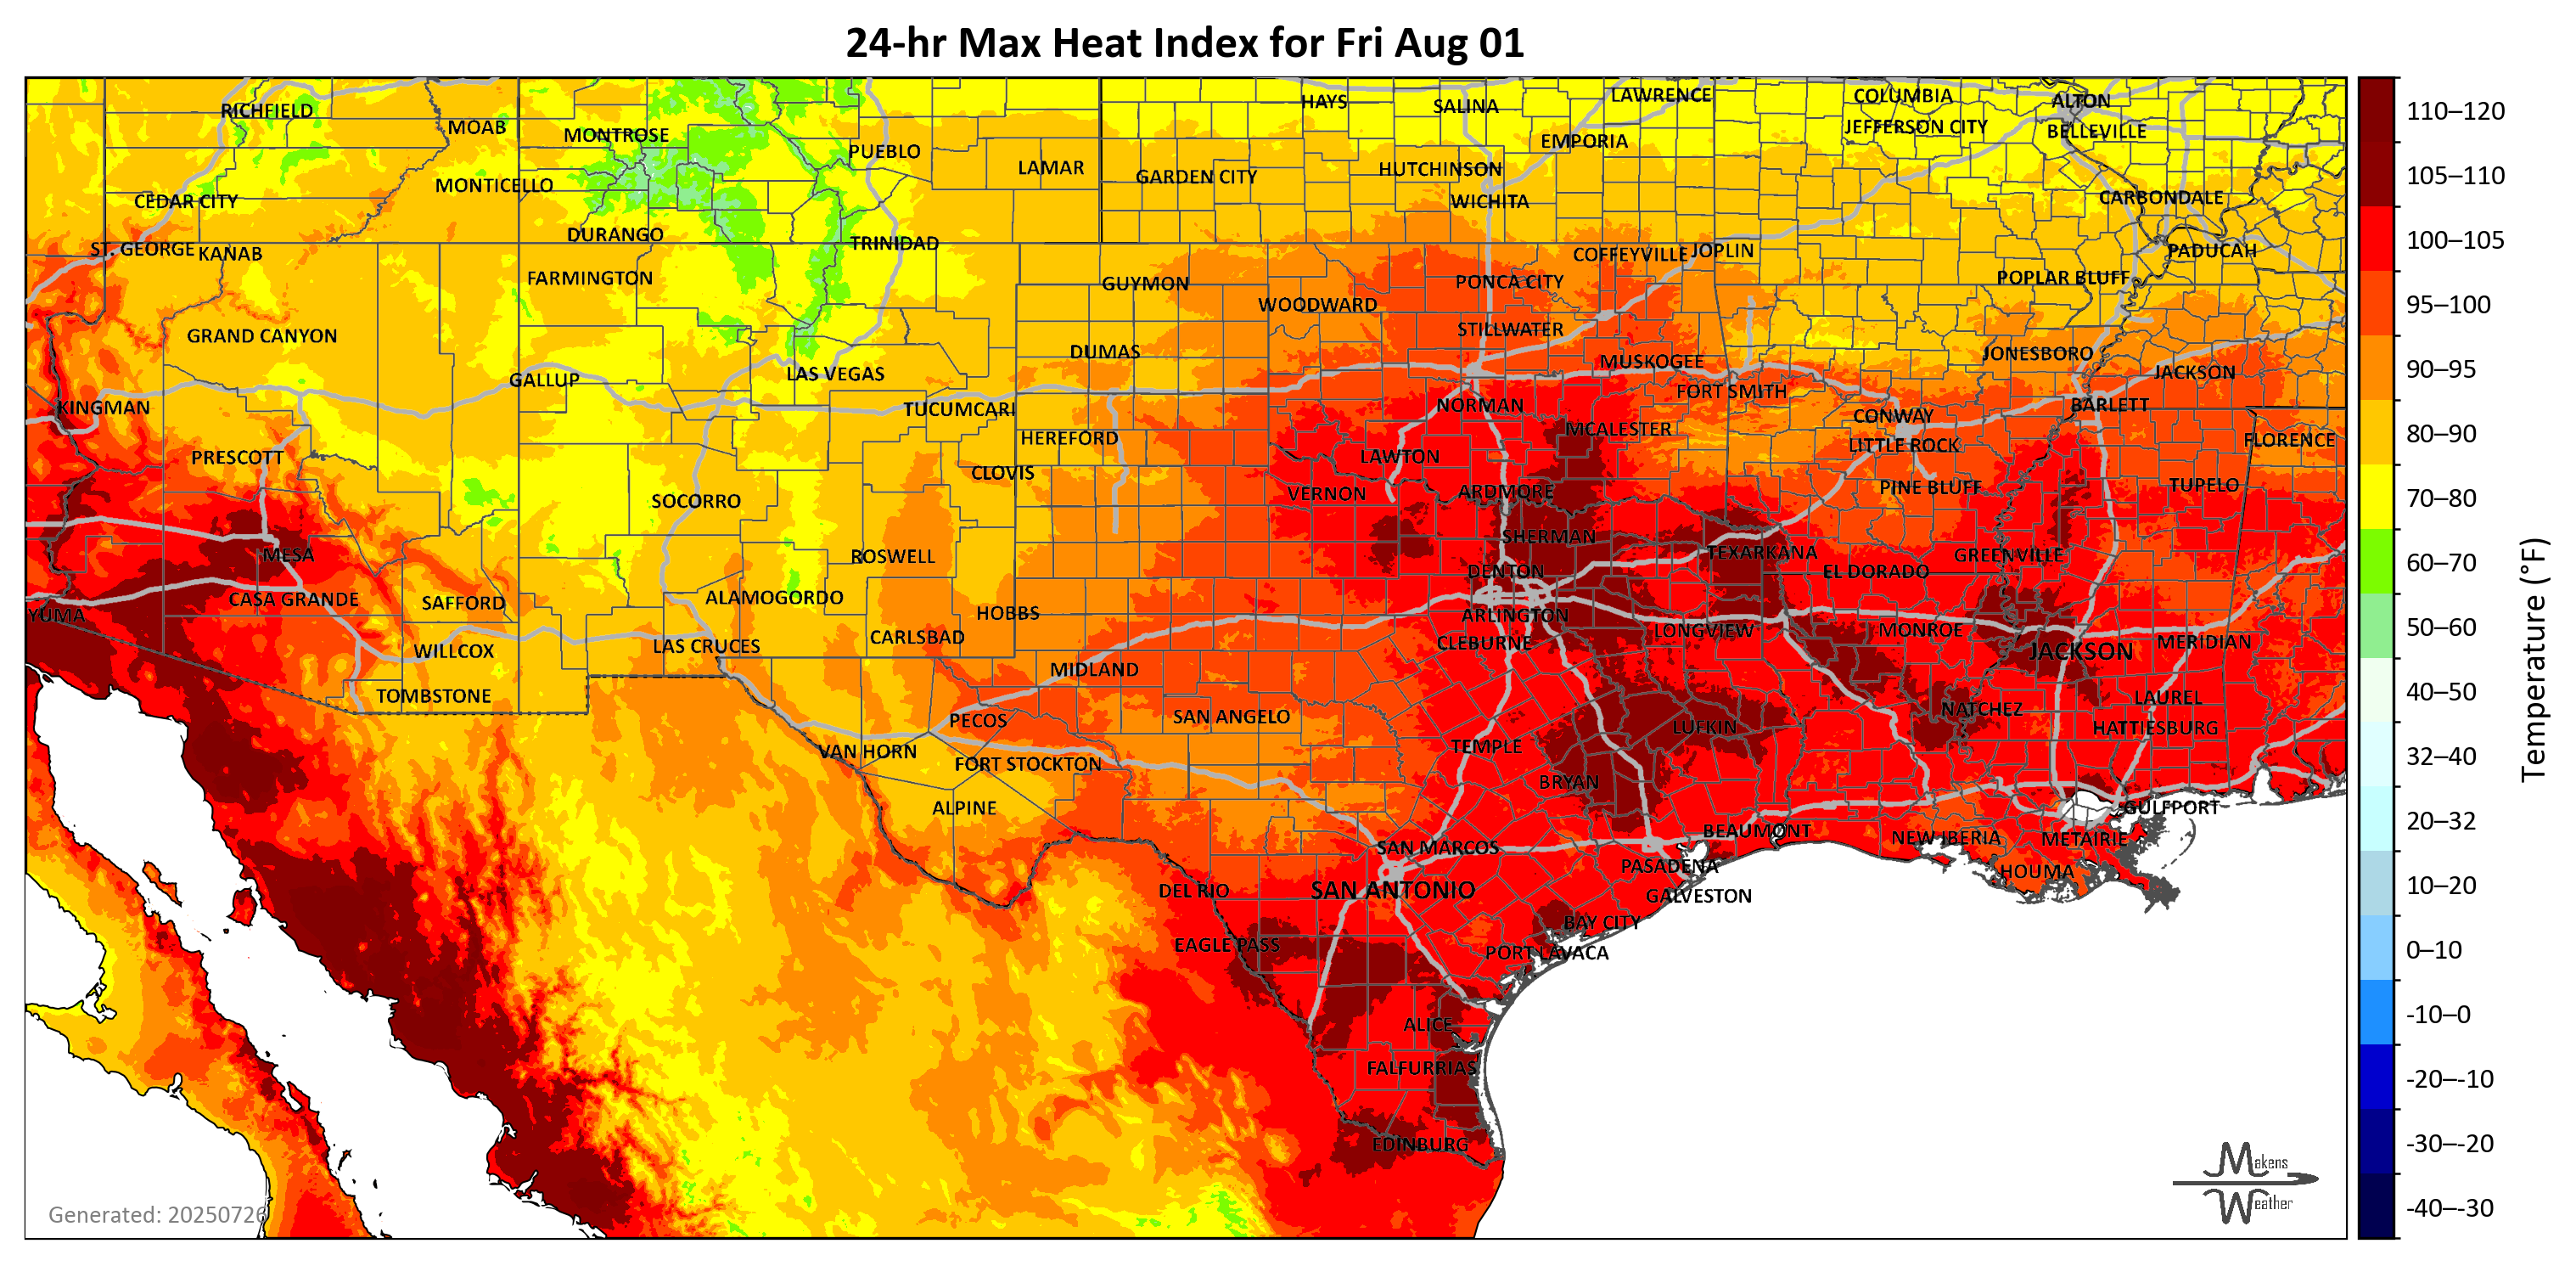 24-hr Max Heat Index for Fri Aug 01
RICHFIELD
MOAB
MONTROSE
PUEBLO
LAMAR
HAYS
SALINA
LAWRENCE
COLUMBIA
ALTON
JEFFERSON CITY
BELLEVILLE
EMPORIA
MONTICELLO
GARDEN CITY
HUTCHINSON
CEDAR CITY
WICHITA
CARBONDALE
DURANGO
TRINIDAD
ST. GEORGE
KANAB
COFFEYVILLE
JOPLIN
PADUCAH
FARMINGTON
GUYMON
PONCA CITY
POPLAR BLUFF
WOODWARD
GRAND CANYON
STILLWATER
DUMAS
MUSKOGEE
JONESBORO
GALLUP
LAS VEGAS
FORT SMITH
JACKSON
KINGMAN
TUCUMCARI
NORMAN
CONWAY
BARLETT
HEREFORD
MCALESTER
LITTLE ROCK
FLORENCE
PRESCOTT
CLOVIS
LAWTON
SOCORRO
VERNON
ARDMORE
PINE BLUFF
TUPELO
MESA
ROSWELL
SHERMAN
TEXARKANA
GREENVILLE
DENTON
EL DORADO
CASA GRANDE
SAFFORD
ALAMOGORDO
YUMA
HOBBS
ARLINGTON
WILLCOX
LAS CRUCES
CARLSBAD
CLEBURNE
LONGVIEW
MONROE
JACKSON
MERIDIAN
MIDLAND
TOMBSTONE
LAUREL
PECOS
SAN ANGELO
LUFKIN
NATCHEZ
HATTIESBURG
VAN HORN
FORT STOCKTON
TEMPLE
BRYAN
ALPINE
GULFPORT
SAN MARCOS
BEAUMONT
NEW IBERIA
METAIRIE
PASADENA
HOUMA
DEL RIO
SAN ANTONIO
GALVESTON
BAY CITY
EAGLE PASS
PORT LAVACA
ALICE
FALFURRIAS
EDINBURG
Generated: 20250726
Makens
Weather
110–120
105–110
100–105
95–100
90–95
80–90
70–80
60–70
50–60
40–50
32–40
20–32
10–20
0–10
-10–0
-20–-10
-30–-20
-40–-30
Temperature (°F)